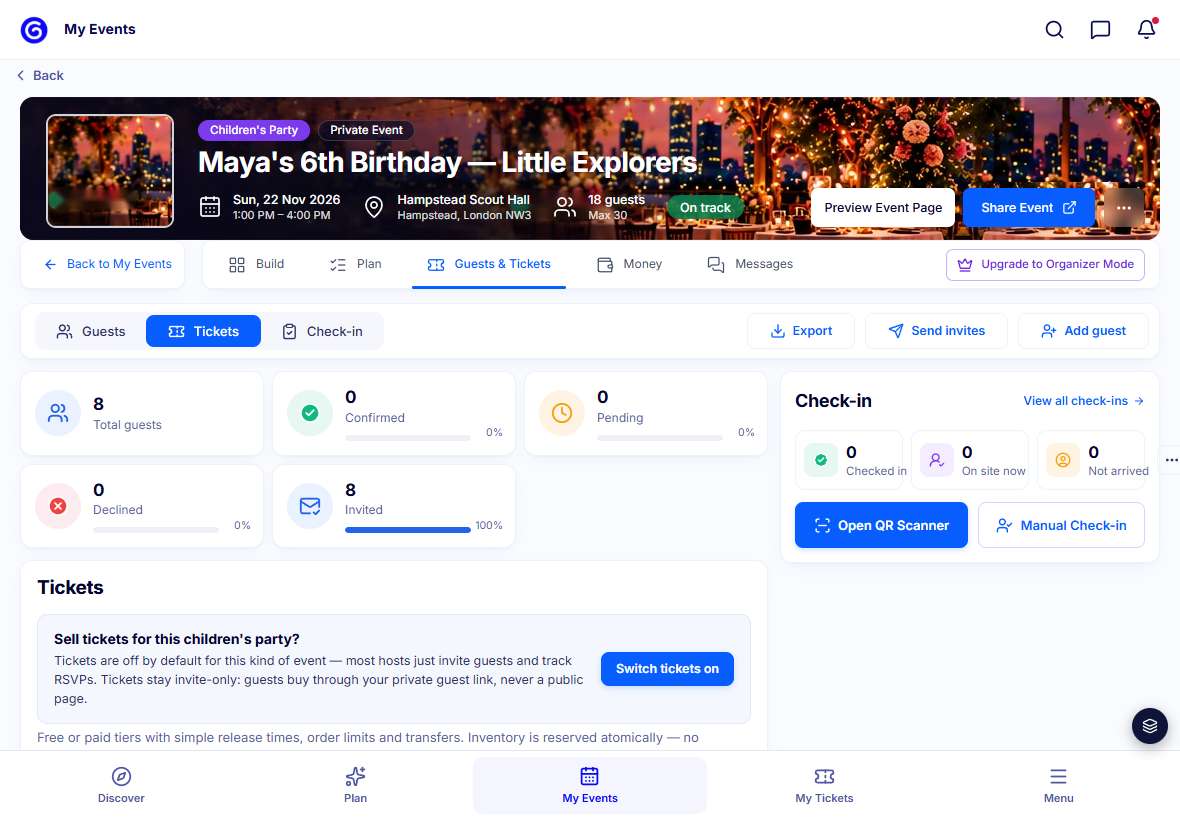 My Events
Back
Children's Party
Private Event
Maya's 6th Birthday — Little Explorers
Sun, 22 Nov 2026
1:00 PM – 4:00 PM
Hampstead Scout Hall
Hampstead, London NW3
18 guests
Max 30
On track
Preview Event Page
Share Event
Back to My Events
Build
Plan
Guests & Tickets
Money
Messages
Upgrade to Organizer Mode
Guests
Tickets
Check-in
Export
Send invites
Add guest
8
Total guests
0
Confirmed
0%
0
Pending
0%
0
Declined
0%
8
Invited
100%
Check-in
View all check-ins
0
Checked in
0
On site now
0
Not arrived
Open QR Scanner
Manual Check-in
Tickets
Sell tickets for this children's party?
Tickets are off by default for this kind of event — most hosts just invite guests and track
RSVPs. Tickets stay invite-only: guests buy through your private guest link, never a public
page.
Switch tickets on
Free or paid tiers with simple release times, order limits and transfers. Inventory is reserved atomically — no
Discover
Plan
My Events
My Tickets
Menu